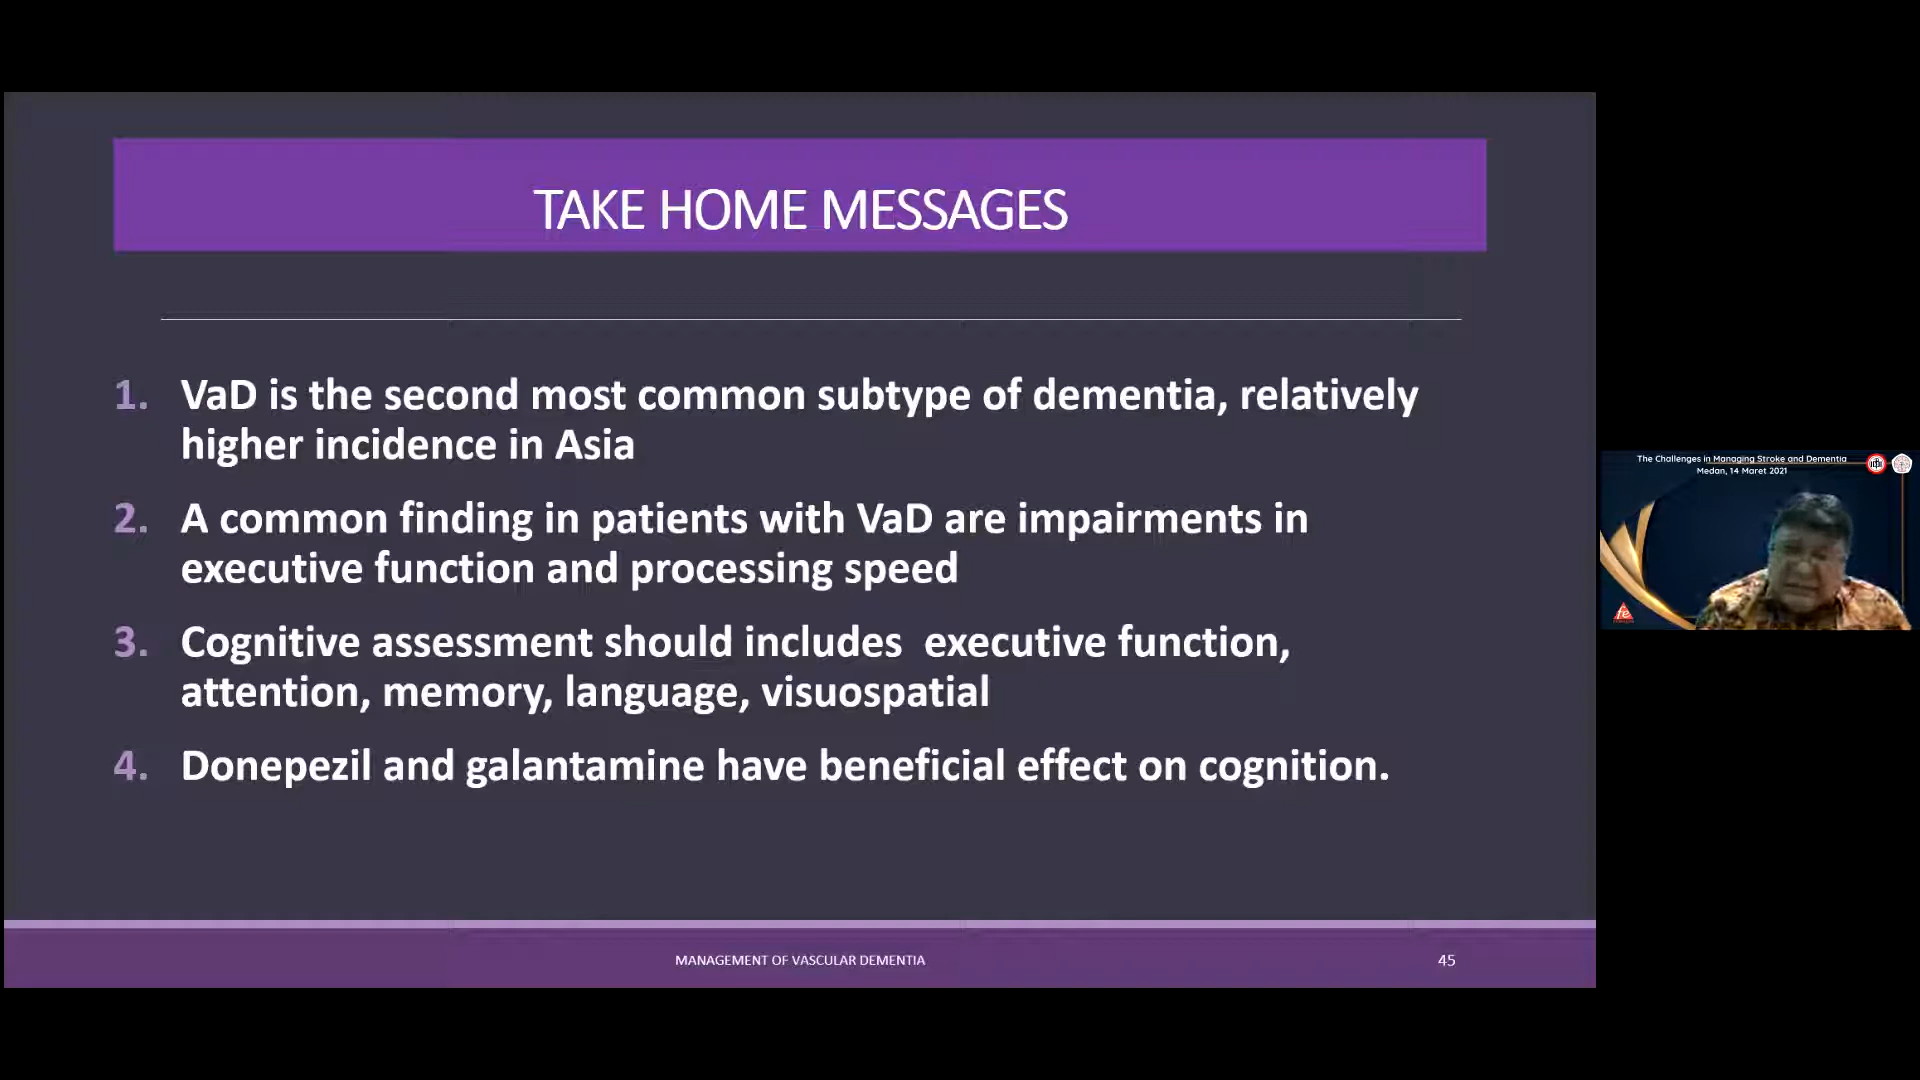 TAKE HOME MESSAGES
1. VaD is the second most common subtype of dementia, relatively
higher incidence in Asia
2. A common finding in patients with VaD are impairments in
executive function and processing speed
3. Cognitive assessment should includes  executive function,
attention, memory, language, visuospatial
4. Donepezil and galantamine have beneficial effect on cognition.
MANAGEMENT OF VASCULAR DEMENTIA
45
The Challenges in Managing Stroke and Dementia
Medan, 14 Maret 2021